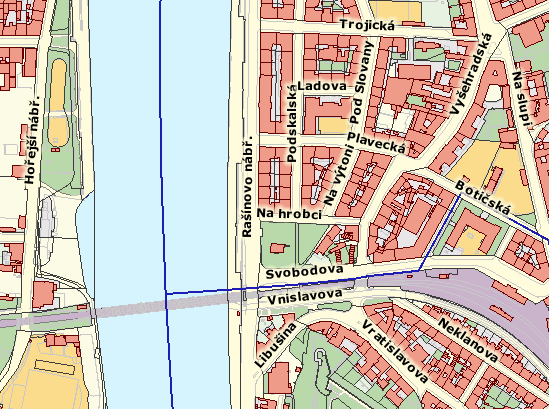 Trojická
Vyšehradská
Na slupi
Pod Slovany
Ladova
Podskalská
Hořejší nábř.
Plavecká
Na výtoni
Rašínovo nábř.
Botičská
Na hrobci
Svobodova
Vnislavova
Libušina
Vratislavova
Neklanova